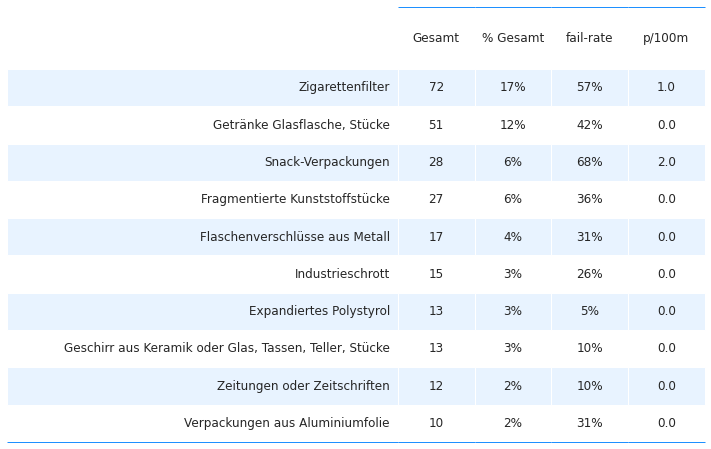 Gesamt % Gesamt fail-rate p/100m
Zigarettenfilter 72 17% 57% 1.0
Getränke Glasflasche, Stücke 51 12% 42% 0.0
Snack-Verpackungen 28 6% 68% 2.0
Fragmentierte Kunststoffstücke 27 6% 36% 0.0
Flaschenverschlüsse aus Metall 17 4% 31% 0.0
Industrieschrott 15 3% 26% 0.0
Expandiertes Polystyrol 13 3% 5% 0.0
Geschirr aus Keramik oder Glas, Tassen, Teller, Stücke 13 3% 10% 0.0
Zeitungen oder Zeitschriften 12 2% 10% 0.0
Verpackungen aus Aluminiumfolie 10 2% 31% 0.0